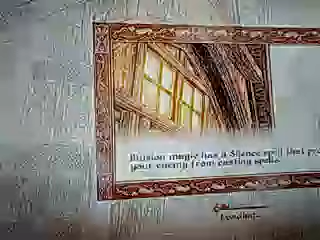 Illusion magic has a Silence spell that
your enemy from casting spells.
Loading...